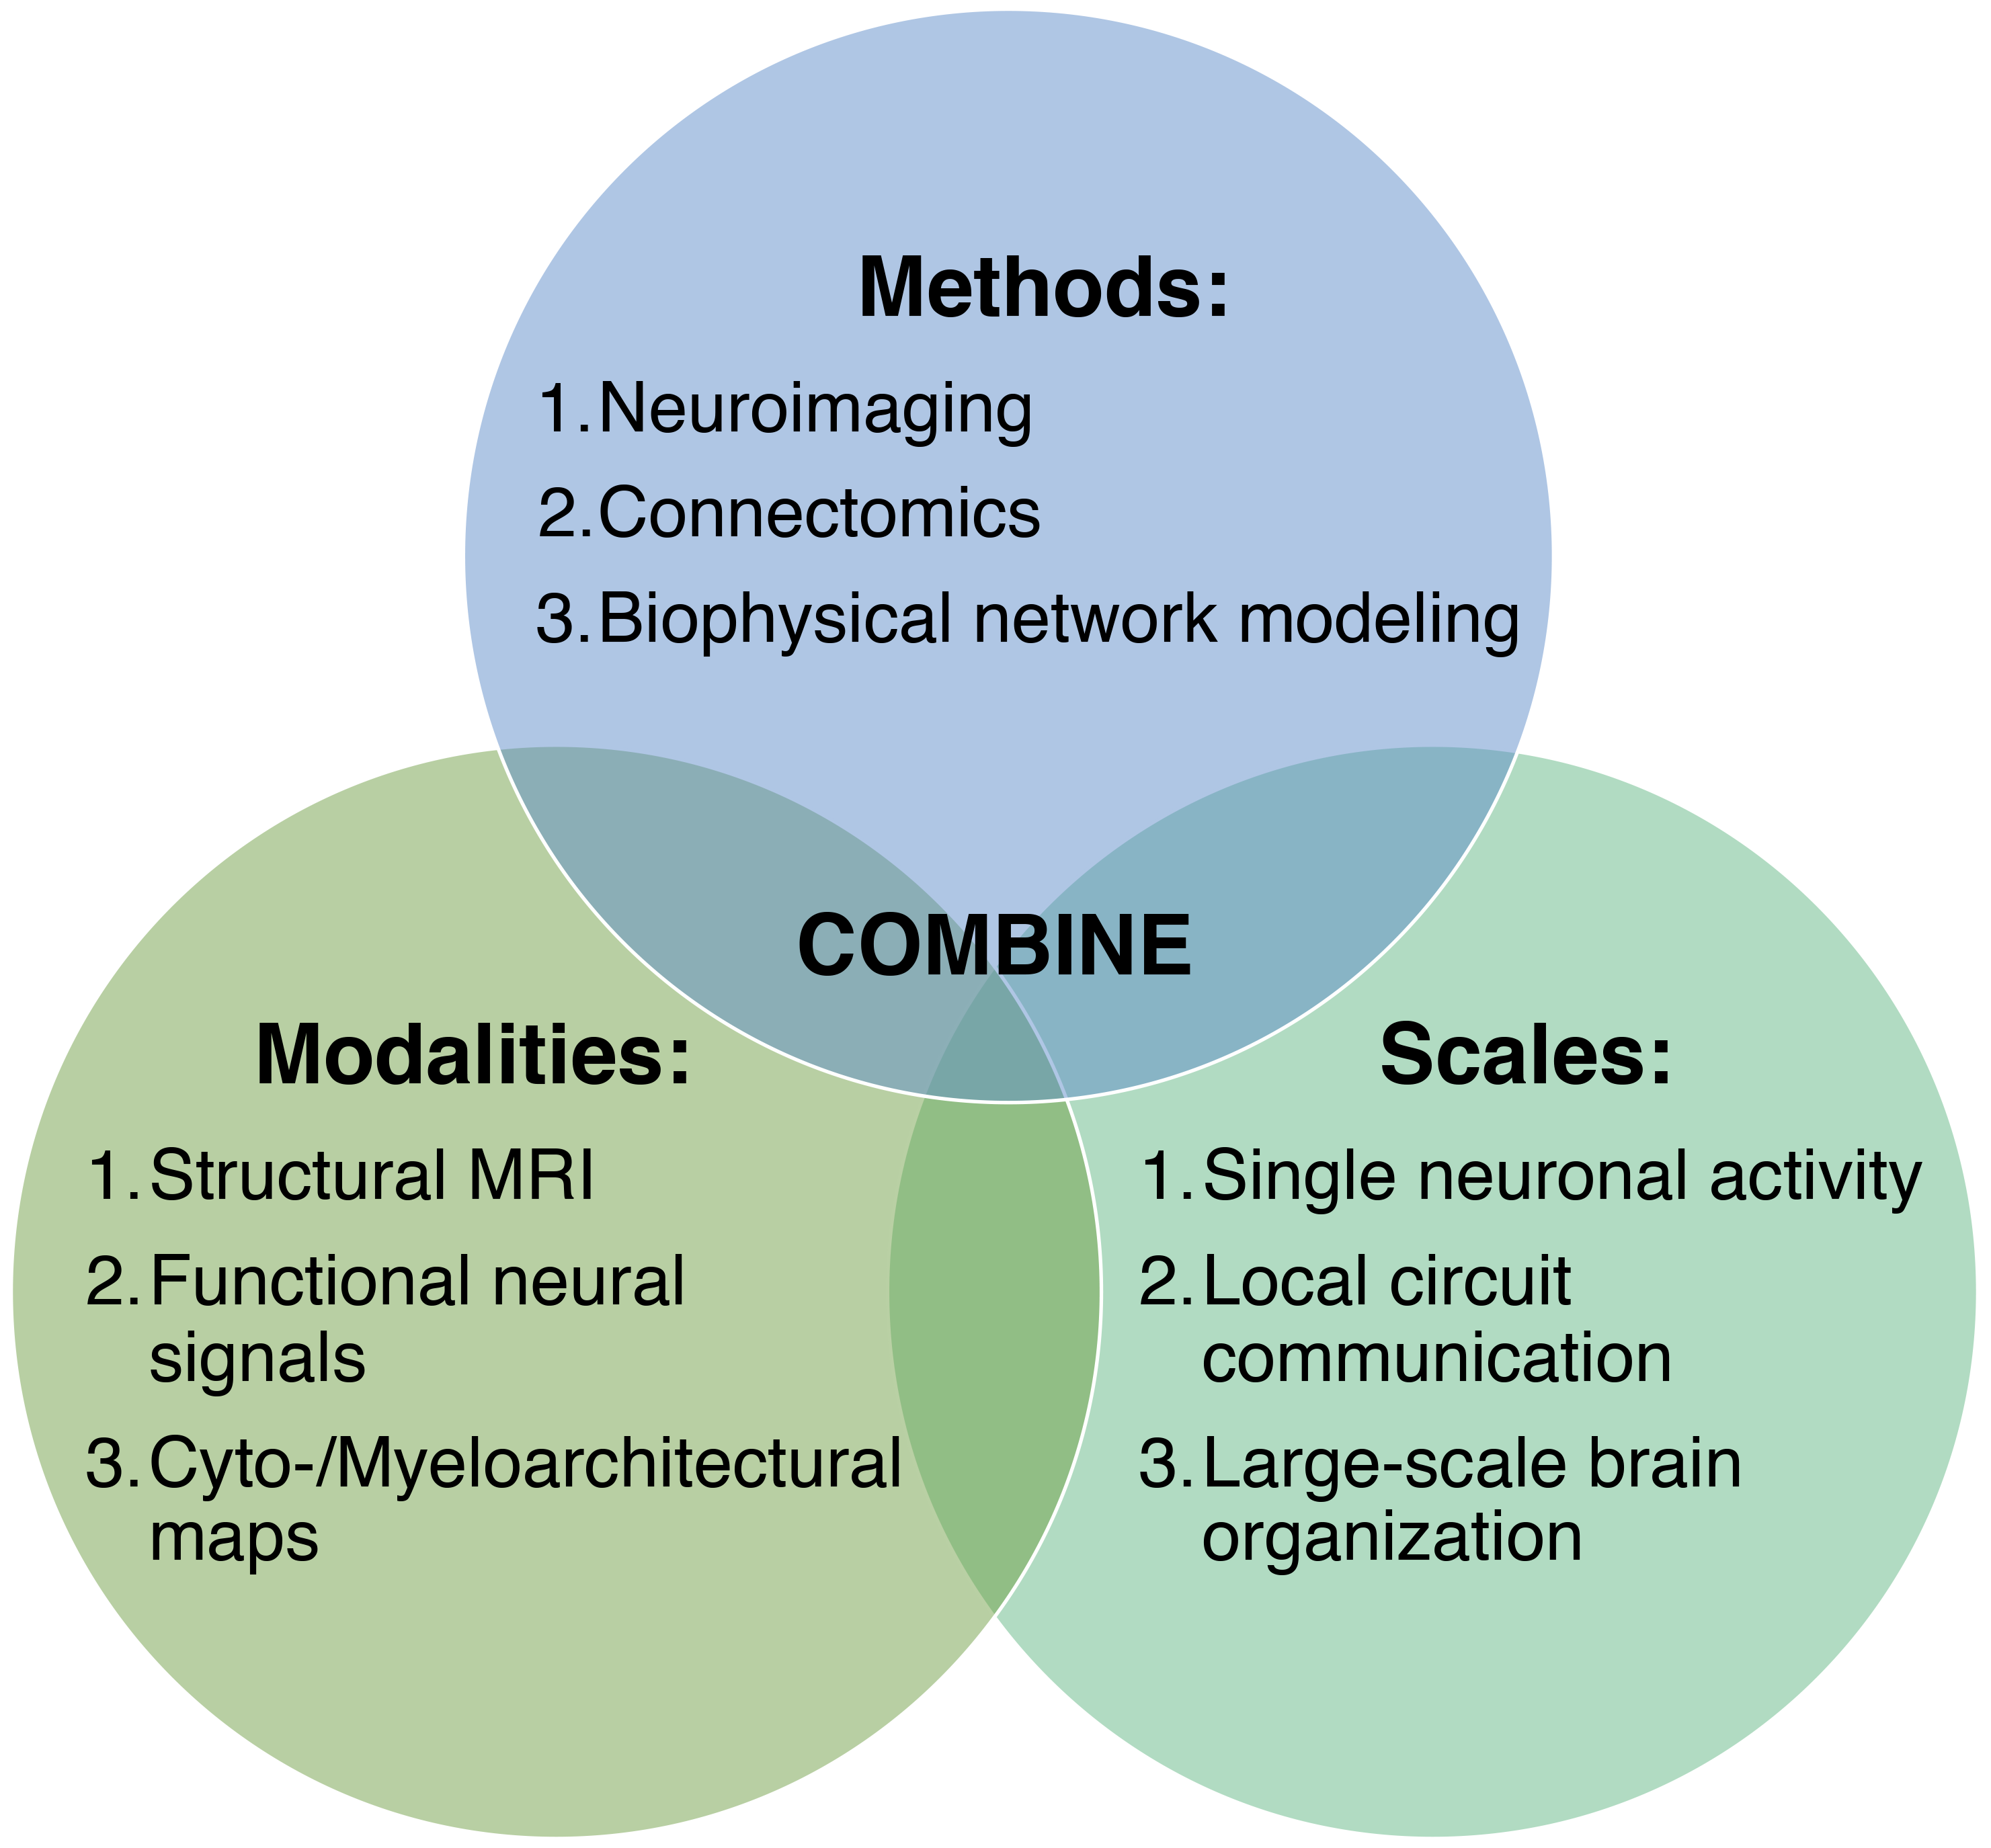 Methods:
1. Neuroimaging
2. Connectomics
3. Biophysical network modeling
COMBINE
Modalities:
1. Structural MRI
2. Functional neural
signals
3. Cyto-/Myeloarchitectural
maps
Scales:
1. Single neuronal activity
2. Local circuit
communication
3. Large-scale brain
organization